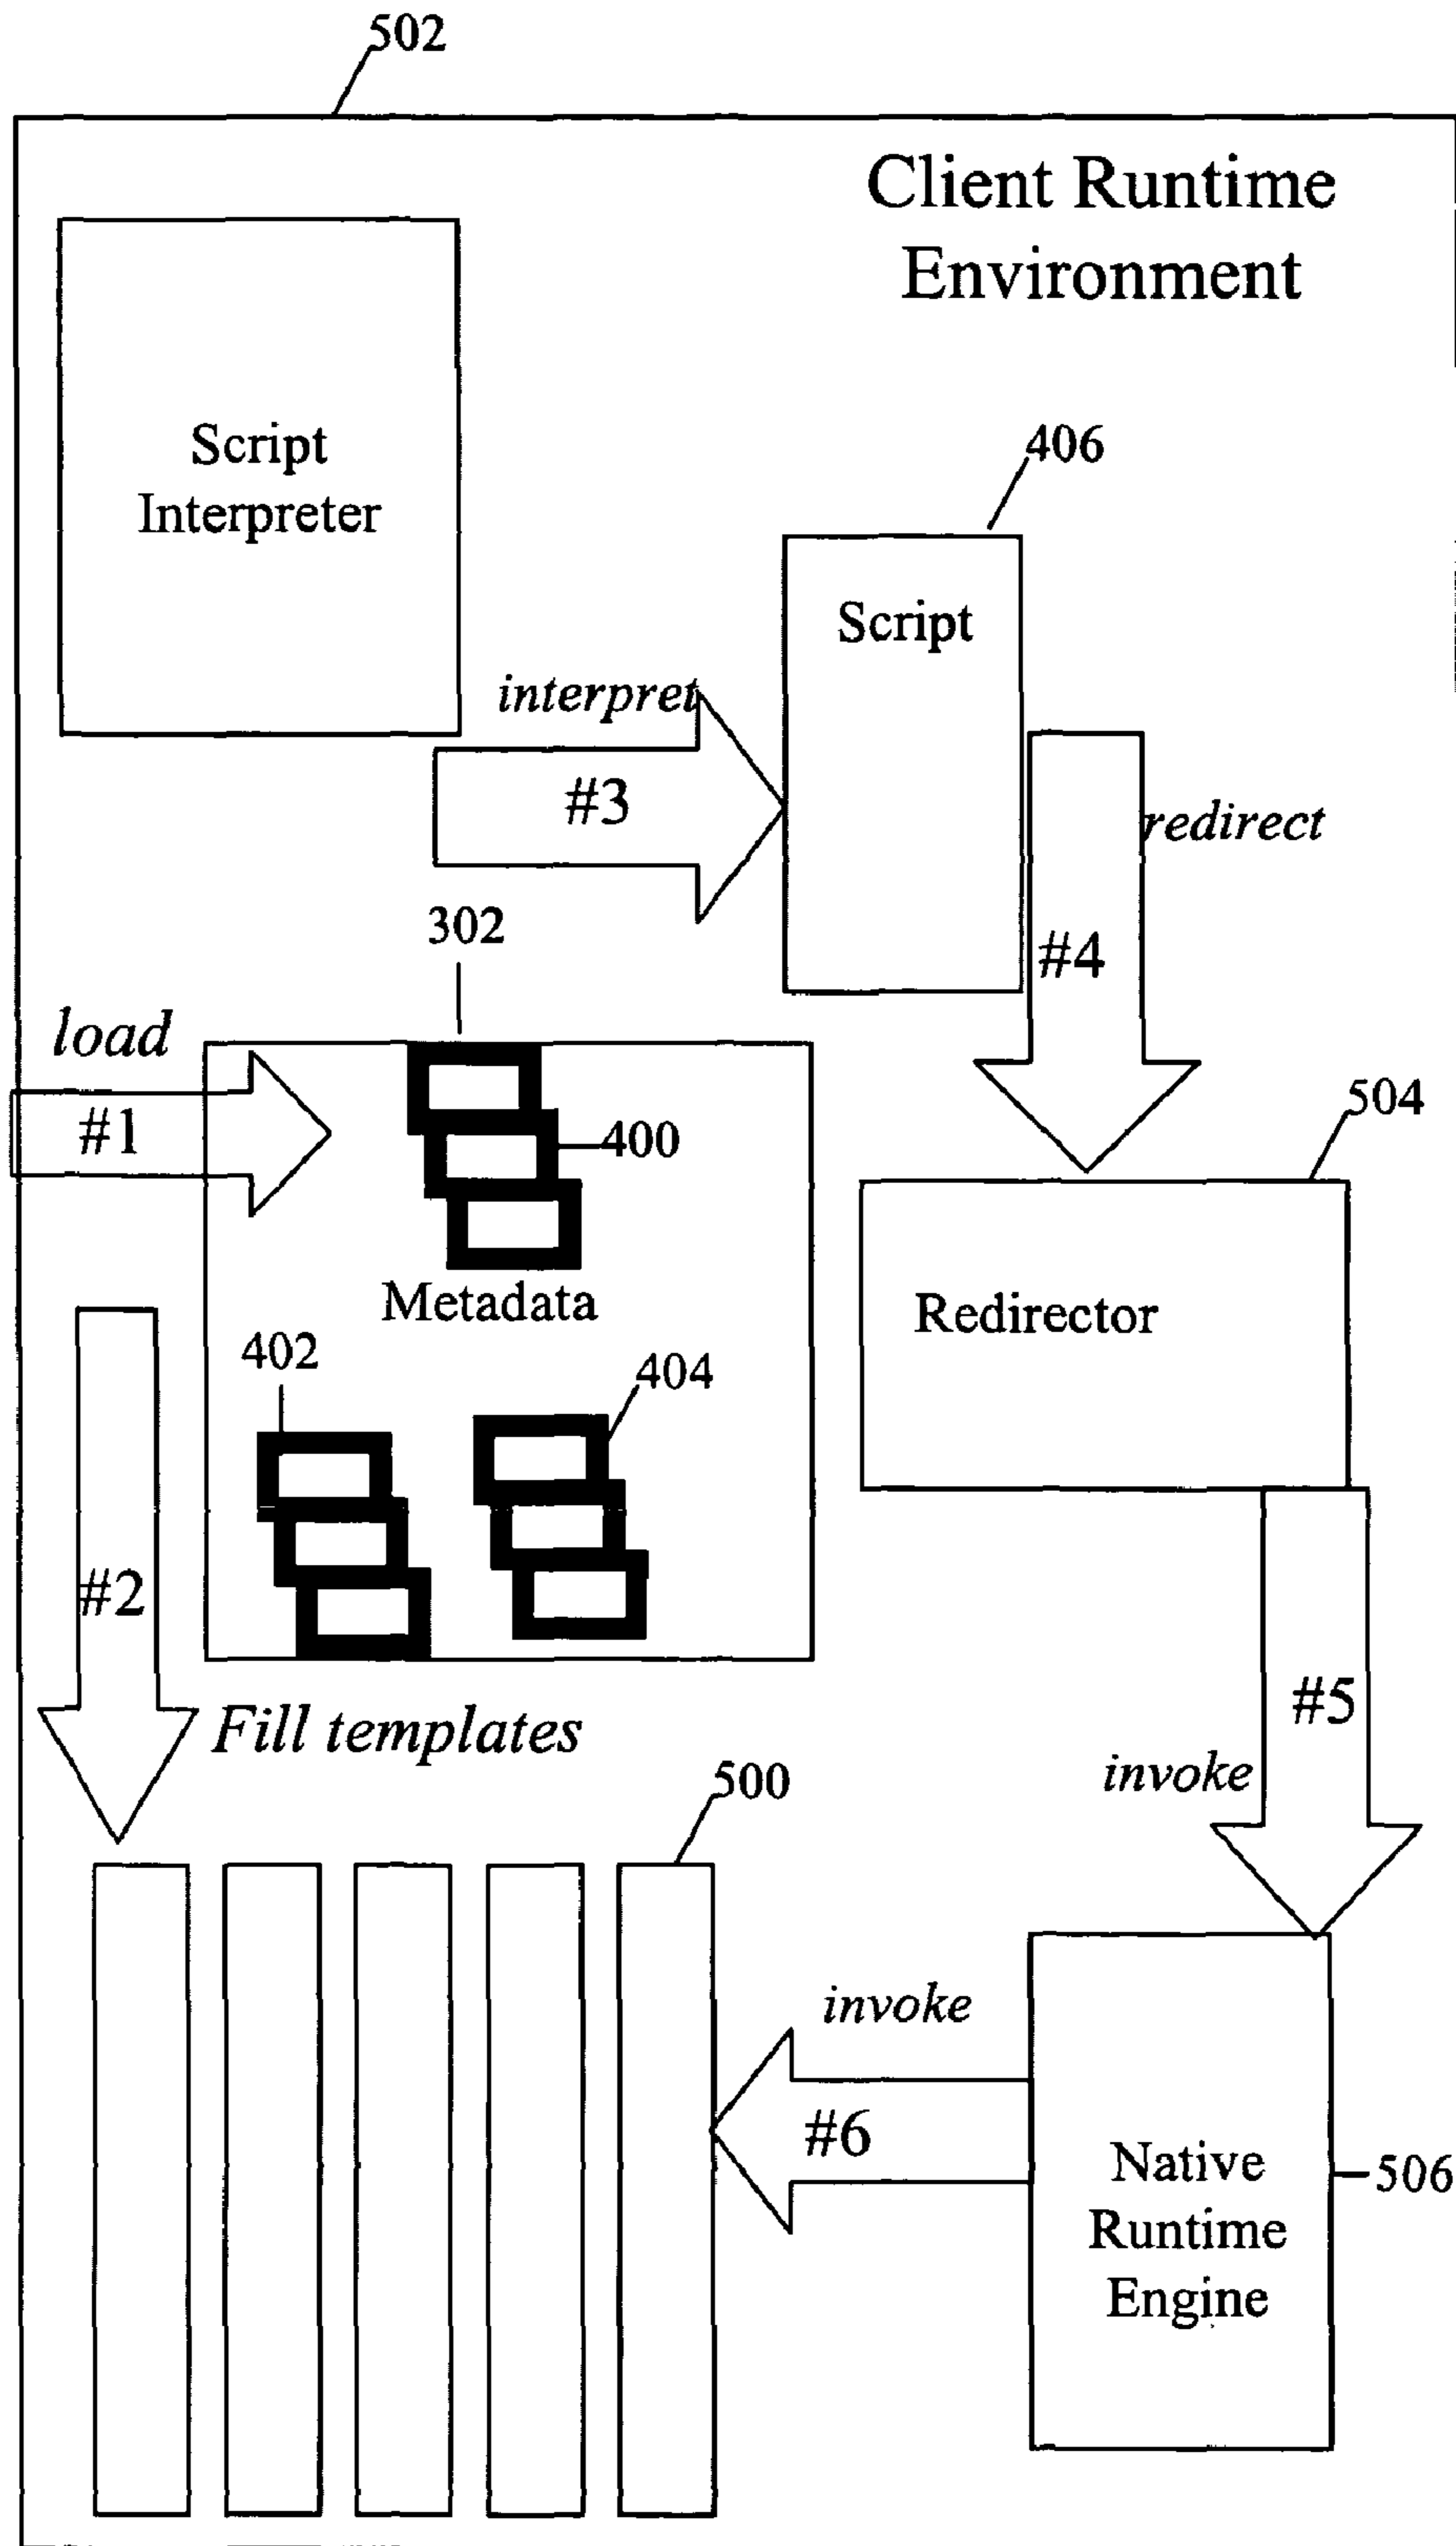 502
Client Runtime
Environment
Script
Interpreter
406
Script
interpret
#3
redirect
#4
302
load
#1
400
504
Metadata
Redirector
402
404
#2
#5
Fill templates
invoke
500
invoke
#6
Native
Runtime
Engine
506